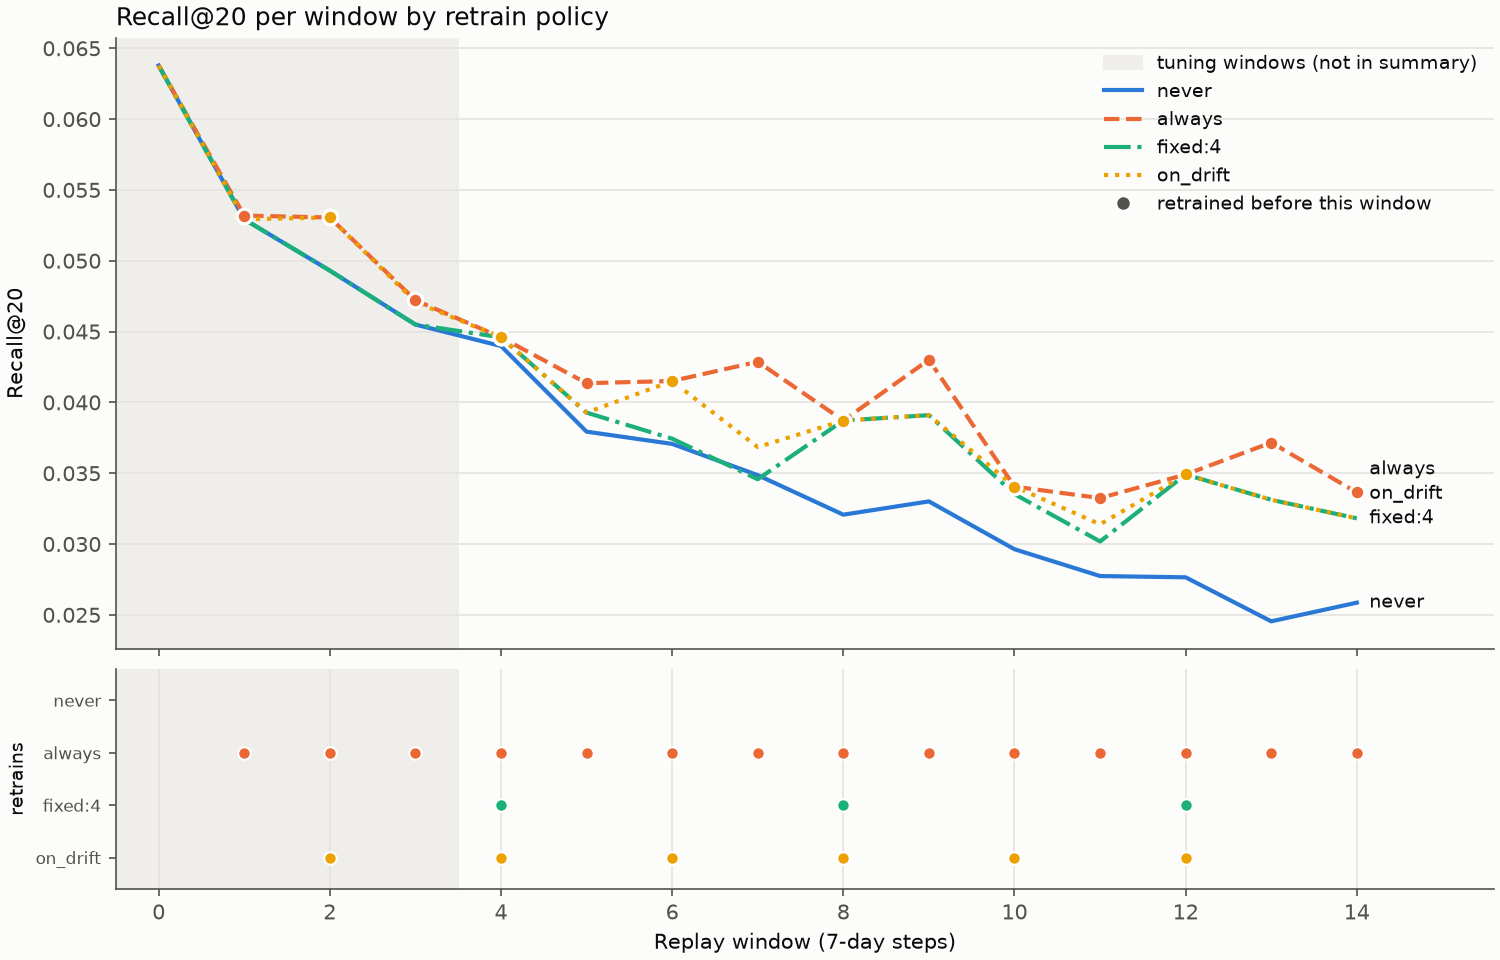 Recall@20 per window by retrain policy
0.065
0.060
0.055
0.050
0.045
0.040
0.035
0.030
0.025
Recall@20
tuning windows (not in summary)
never
always
fixed:4
on_drift
retrained before this window
always
on_drift
fixed:4
never
retrains
never
always
fixed:4
on_drift
0 2 4 6 8 10 12 14
Replay window (7-day steps)